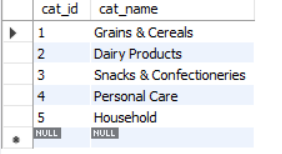 cat_id cat_name
1 Grains & Cereals
2 Dairy Products
3 Snacks & Confectioneries
4 Personal Care
5 Household
NULL NULL